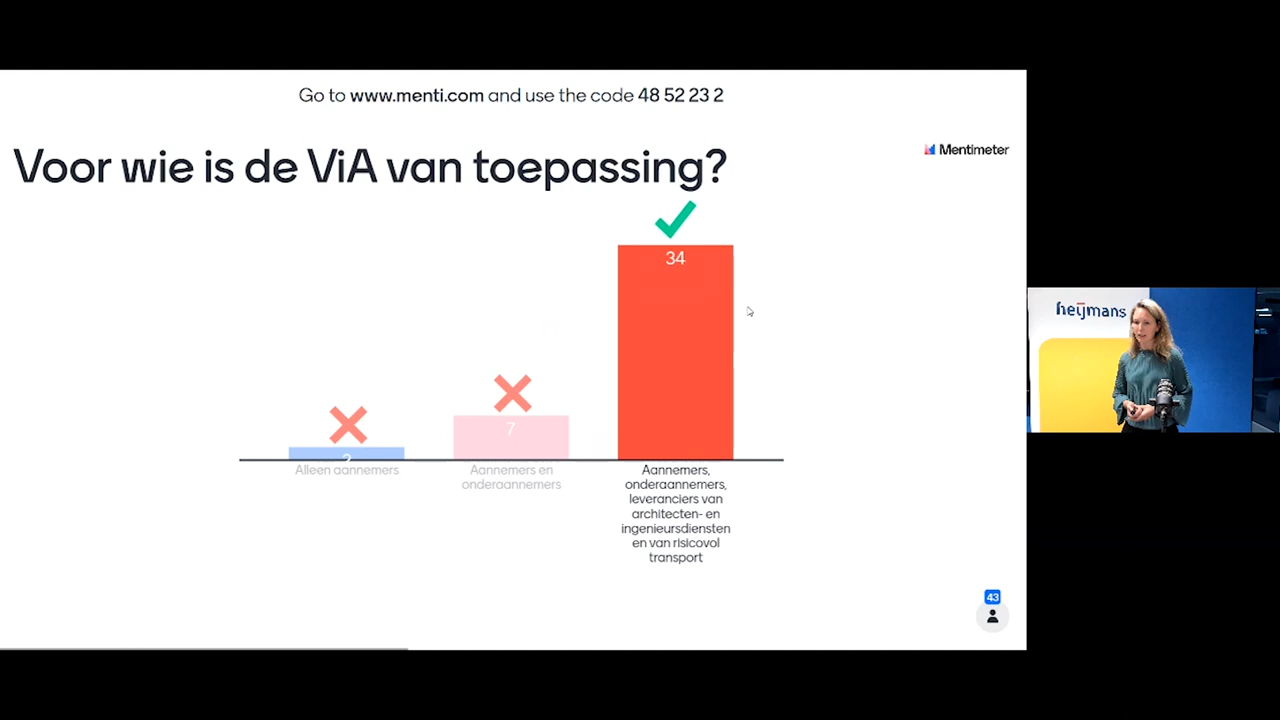 Go to www.menti.com and use the code 48 52 23 2
Voor wie is de ViA van toepassing?
Mentimeter
34
7
2
Alleen aannemers
Aannemers en
onderaannemers
Aannemers,
onderaannemers,
leveranciers van
architecten- en
ingenieursdiensten
en van risicovol
transport
43
heijmans